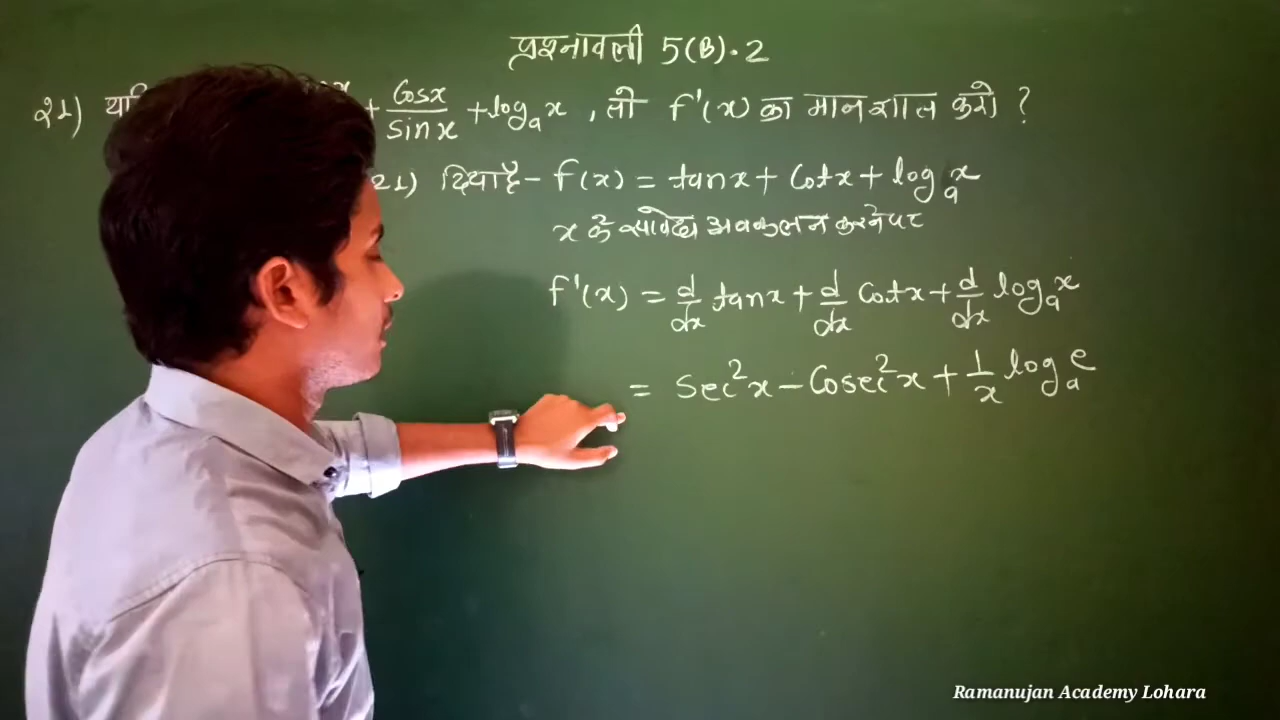 प्रश्नावली 5(B).2
21) + Cosx/sinx + logₐx , तो f'(x) का मान ज्ञात करो ?
21) दिया है - f(x) = tanx + Cotx + logₐx
x के सापेक्ष अवकलन करने पर
f'(x) = d/dx tanx + d/dx Cotx + d/dx logₐx
= Sec²x - Cosec²x + 1/x logₐe
Ramanujan Academy Lohara